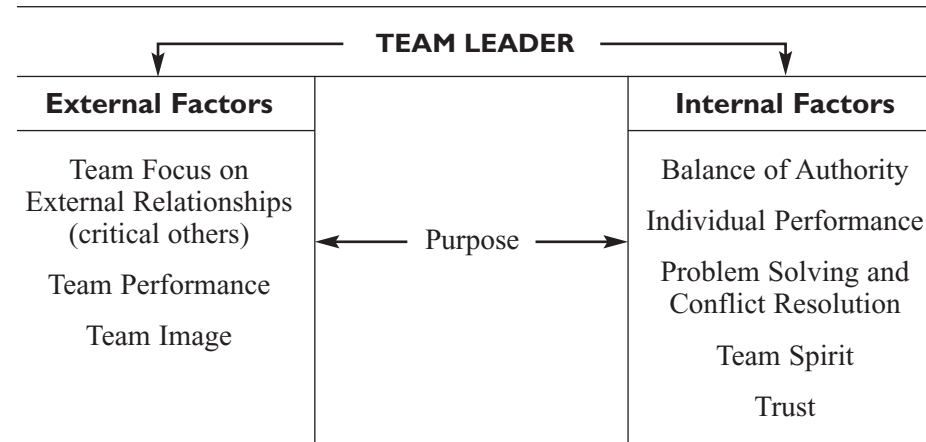 TEAM LEADER
External Factors
Team Focus on
External Relationships
(critical others)
Team Performance
Team Image
Purpose
Internal Factors
Balance of Authority
Individual Performance
Problem Solving and
Conflict Resolution
Team Spirit
Trust